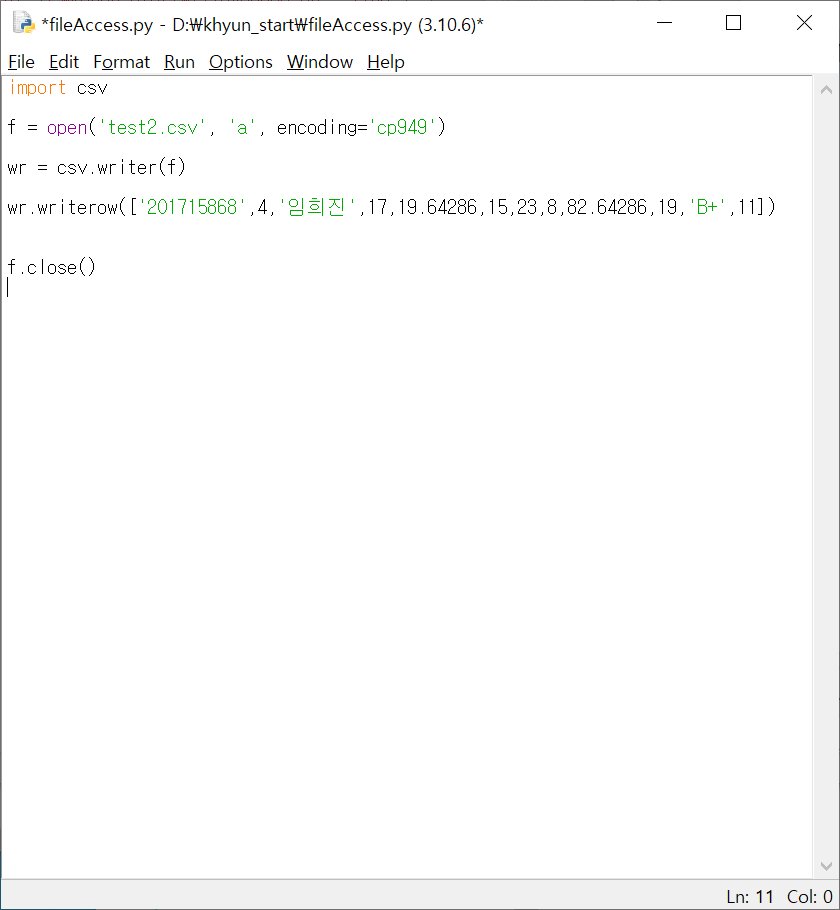 *fileAccess.py - D:₩khyun_start₩fileAccess.py (3.10.6)*
File Edit Format Run Options Window Help
import csv
f = open('test2.csv', 'a', encoding='cp949')
wr = csv.writer(f)
wr.writerow(['201715868',4,'임희진',17,19.64286,15,23,8,82.64286,19,'B+',11])
f.close()
Ln: 11 Col: 0